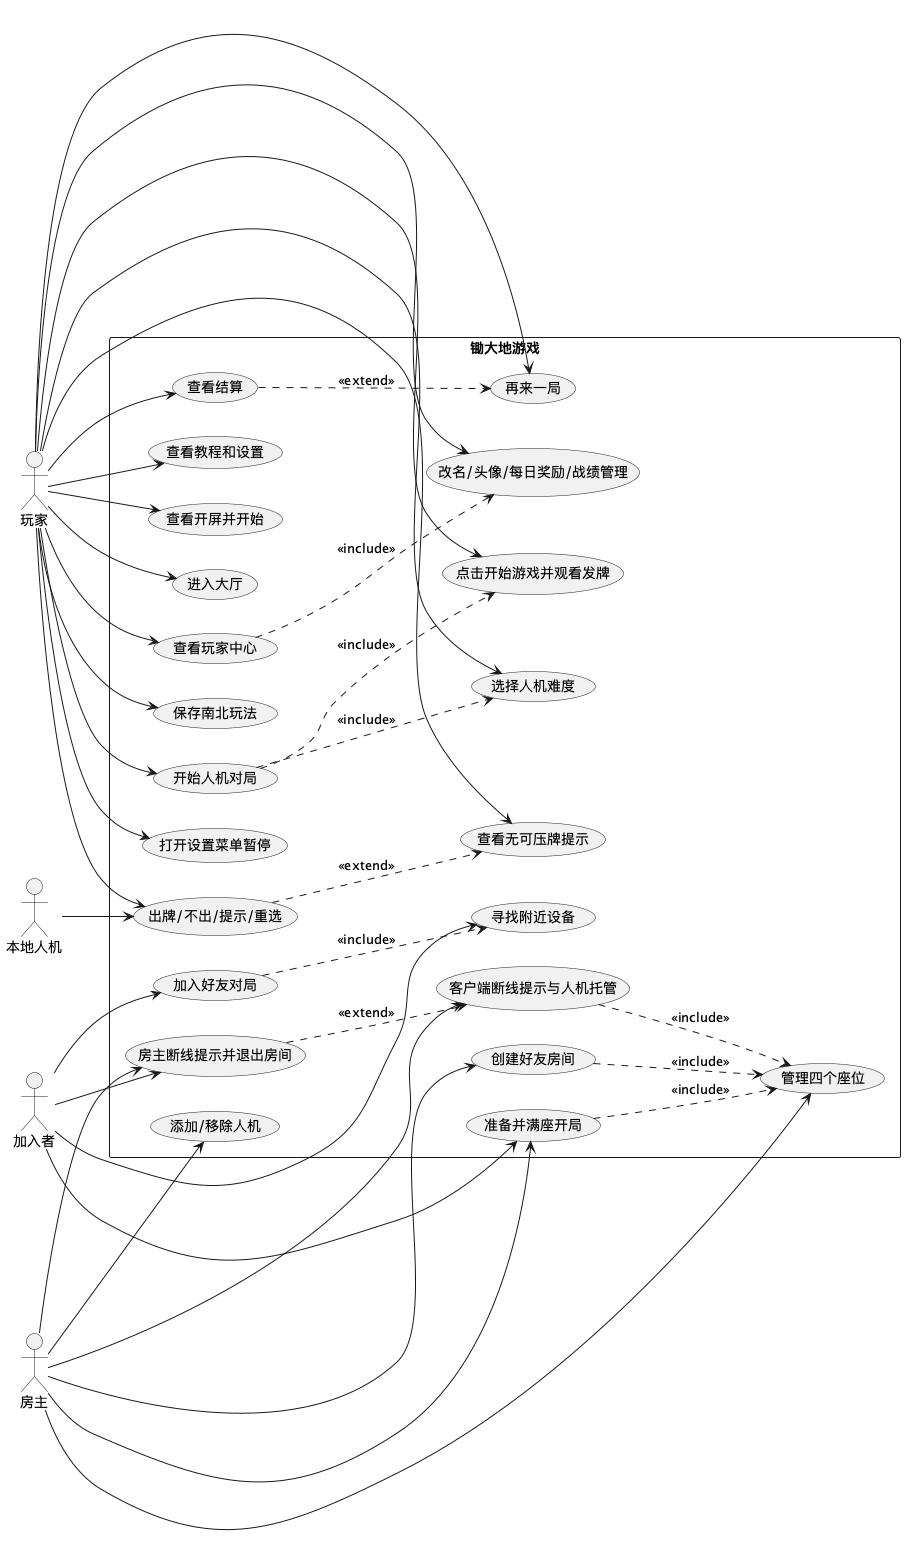 锄大地游戏
查看结算
«extend»
再来一局
查看教程和设置
改名/头像/每日奖励/战绩管理
玩家
查看开屏并开始
«include»
点击开始游戏并观看发牌
进入大厅
查看玩家中心
«include»
选择人机难度
保存南北玩法
«include»
开始人机对局
打开设置菜单暂停
查看无可压牌提示
«extend»
出牌/不出/提示/重选
寻找附近设备
本地人机
«include»
加入好友对局
客户端断线提示与人机托管
«extend»
«include»
房主断线提示并退出房间
创建好友房间
«include»
管理四个座位
«include»
添加/移除人机
准备并满座开局
加入者
房主